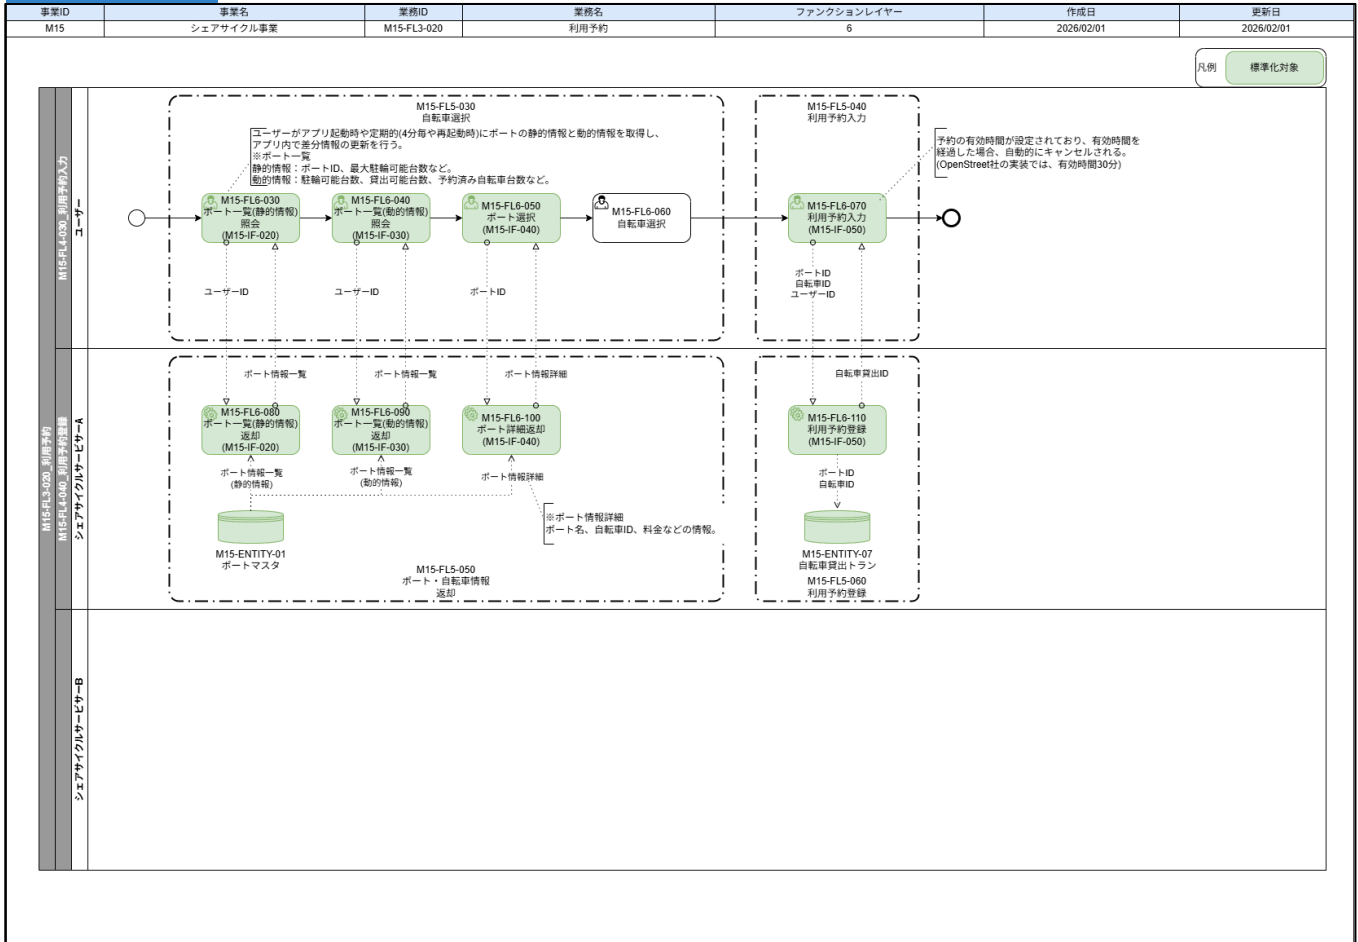 事業ID 事業名 業務ID 業務名 ファンクションレイヤー 作成日 更新日
M15 シェアサイクル事業 M15-FL3-020 利用予約 6 2026/02/01 2026/02/01
凡例 標準化対象
M15-FL3-020_利用予約
M15-FL4-030_利用予約入力
ユーザー
M15-FL5-030
自転車選択
ユーザーがアプリ起動時や定期的(4分毎や再起動時)にポートの静的情報と動的情報を取得し、
アプリ内で差分情報の更新を行う。
※ポート一覧
静的情報：ポートID、最大駐輪可能台数など。
動的情報：駐輪可能台数、貸出可能台数、予約済み自転車台数など。
M15-FL6-030
ポート一覧(静的情報)
照会
(M15-IF-020)
M15-FL6-040
ポート一覧(動的情報)
照会
(M15-IF-030)
M15-FL6-050
ポート選択
(M15-IF-040)
M15-FL6-060
自転車選択
ユーザーID
ユーザーID
ポートID
M15-FL5-040
利用予約入力
予約の有効時間が設定されており、有効時間を
経過した場合、自動的にキャンセルされる。
(OpenStreet社の実装では、有効時間30分)
M15-FL6-070
利用予約入力
(M15-IF-050)
ポートID
自転車ID
ユーザーID
M15-FL4-040_利用予約登録
シェアサイクルサービサーA
ポート情報一覧
ポート情報一覧
ポート情報詳細
自転車貸出ID
M15-FL6-080
ポート一覧(静的情報)
返却
(M15-IF-020)
M15-FL6-090
ポート一覧(動的情報)
返却
(M15-IF-030)
M15-FL6-100
ポート詳細返却
(M15-IF-040)
M15-FL6-110
利用予約登録
(M15-IF-050)
ポート情報一覧
(静的情報)
ポート情報一覧
(動的情報)
ポート情報詳細
ポートID
自転車ID
※ポート情報詳細
ポート名、自転車ID、料金などの情報。
M15-ENTITY-01
ポートマスタ
M15-FL5-050
ポート・自転車情報
返却
M15-ENTITY-07
自転車貸出トラン
M15-FL5-060
利用予約登録
シェアサイクルサービサーB